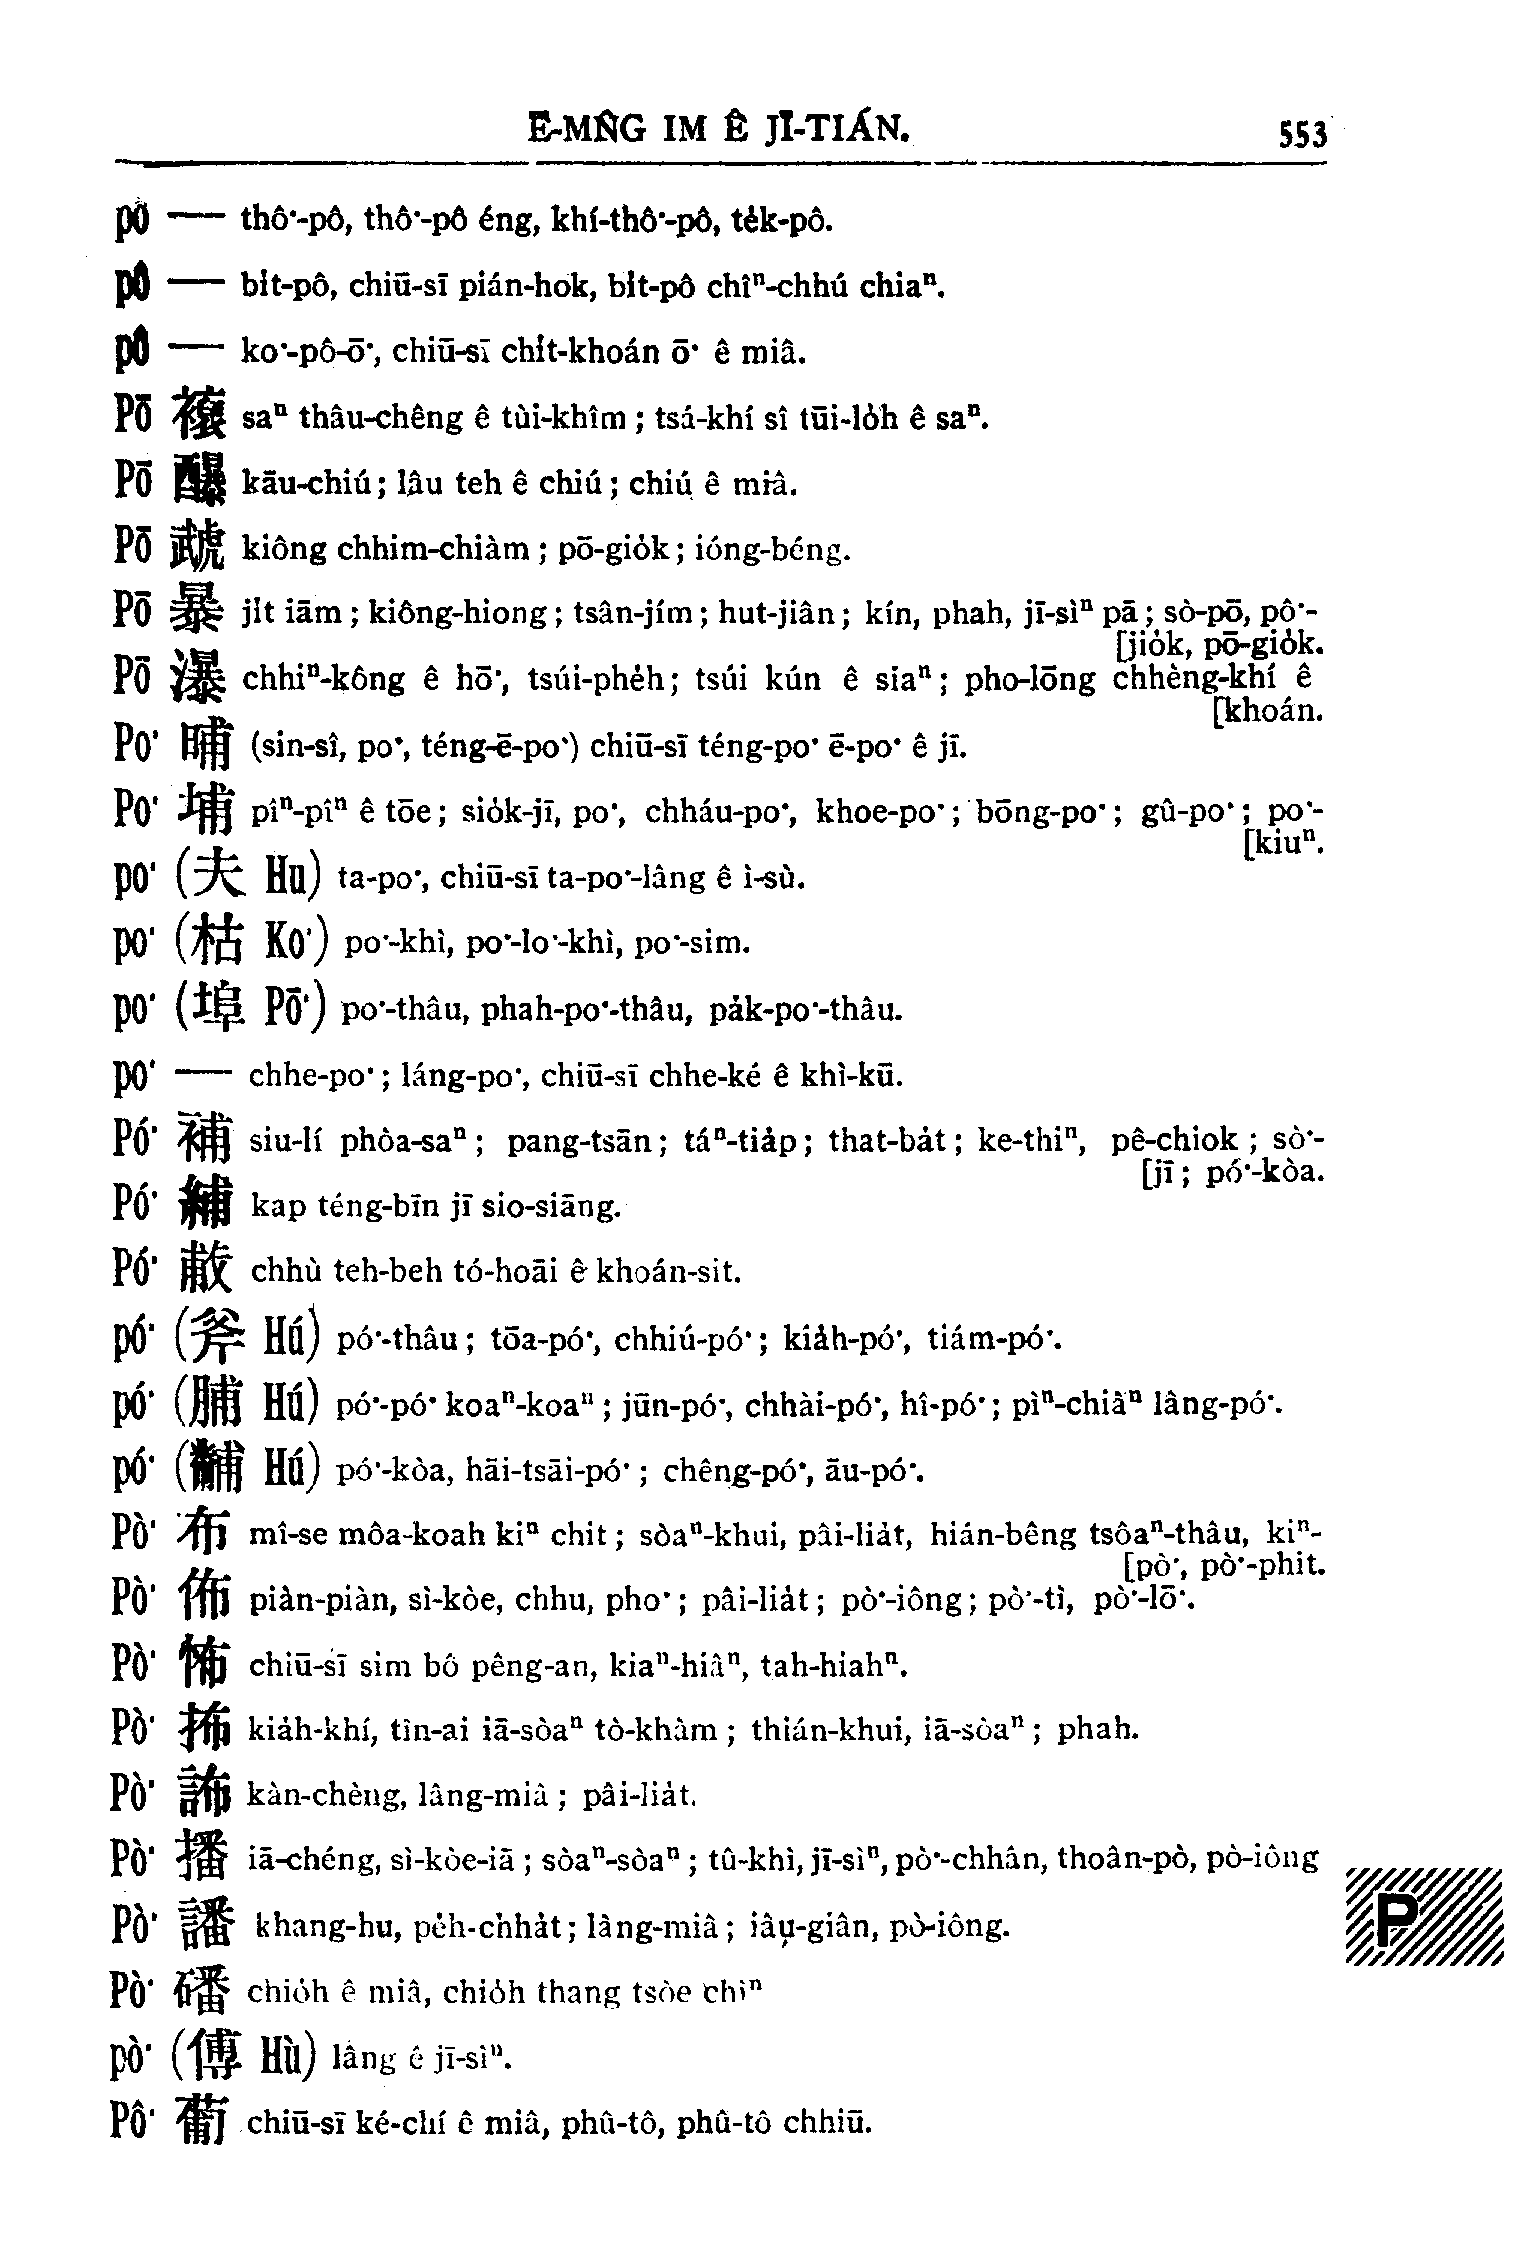 Ē-MN̂G IM Ê JĪ-TIÁN.
553
pô — thô͘-pô, thô͘-pô éng, khí-thô͘-pô, te̍k-pô.
pô — bi̍t-pô, chiū-sī pián-hok, bi̍t-pô chîⁿ-chhú chiaⁿ.
pô — ko͘-pô-ō͘, chiū-sī chi̍t-khoán ō͘ ê miâ.
Pō saⁿ thâu-chêng ê tùi-khîm; tsá-khí sî tūi-lo̍h ê saⁿ.
Pō kāu-chiú; lâu teh ê chiú; chiú ê miâ.
Pō 虣 kiông chhim-chiàm; pō-gio̍k; ióng-béng.
Pō 暴 ji̍t iām; kiông-hiong; tsân-jím; hut-jiân; kín, phah, jī-sìⁿ pā; sò-pō, pô͘-
[jio̍k, pō-gio̍k.
Pō 瀑 chhiⁿ-kông ê hō͘, tsúi-phe̍h; tsúi kún ê siaⁿ; pho-lōng chhèng-khí ê
[khoán.
Po͘ 晡 (sin-sî, po͘, téng-ē-po͘) chiū-sī téng-po͘ ē-po͘ ê jī.
Po͘ 埔 pîⁿ-pîⁿ ê tōe; sio̍k-jī, po͘, chháu-po͘, khoe-po͘; bōng-po͘; gû-po͘; po͘-
[kiuⁿ.
po͘ (夫 Hu) ta-po͘, chiū-sī ta-po͘-lâng ê ì-sù.
po͘ (枯 Ko͘) po͘-khì, po͘-lo͘-khì, po͘-sim.
po͘ (埠 Pō͘) po͘-thâu, phah-po͘-thâu, pa̍k-po͘-thâu.
po͘ — chhe-po͘; láng-po͘, chiū-sī chhe-ké ê khì-kū.
Pó͘ 補 siu-lí phòa-saⁿ; pang-tsān; táⁿ-tia̍p; that-ba̍t; ke-thiⁿ, pê-chiok; sò͘-
[jī; pó͘-kòa.
Pó͘ kap téng-bīn jī sio-siāng.
Pó͘ chhù teh-beh tó-hoāi ê khoán-sit.
pó͘ (斧 Hú) pó͘-thâu; tōa-pó͘, chhiú-pó͘; kia̍h-pó͘, tiám-pó͘.
pó͘ (脯 Hú) pó͘-pó͘ koaⁿ-koaⁿ; jūn-pó͘, chhài-pó͘, hî-pó͘; pìⁿ-chiâⁿ lâng-pó͘.
pó͘ (黼 Hú) pó͘-kòa, hāi-tsāi-pó͘; chêng-pó͘, āu-pó͘.
Pò͘ 布 mî-se môa-koah kiⁿ chit; sòaⁿ-khui, pâi-lia̍t, hián-bêng tsôaⁿ-thâu, kiⁿ-
[pò͘, pò͘-phit.
Pò͘ 佈 piàn-piàn, sì-kòe, chhu, pho͘; pâi-lia̍t; pò͘-iông; pò͘-tì, pò͘-lō͘.
Pò͘ 怖 chiū-sī sim bô pêng-an, kiaⁿ-hiâⁿ, tah-hiahⁿ.
Pò͘ 抪 kia̍h-khí, tìn-ai iā-sòaⁿ tò-khàm; thián-khui, iā-sòaⁿ; phah.
Pò͘ 䛔 kàn-chèng, lâng-miâ; pâi-lia̍t.
Pò͘ 播 iā-chéng, sì-kòe-iā; sòaⁿ-sòaⁿ; tû-khì, jī-sìⁿ, pò͘-chhân, thoân-pò, pò-iông
Pò͘ 譒 khang-hu, pe̍h-chha̍t; lâng-miâ; iâu-giân, pò-iông.
Pò͘ 磻 chio̍h ê miâ, chio̍h thang tsòe chìⁿ
pò͘ (傅 Hù) lâng ê jī-sìⁿ.
Pô͘ 葡 chiū-sī ké-chí ê miâ, phû-tô, phû-tô chhiū.
P